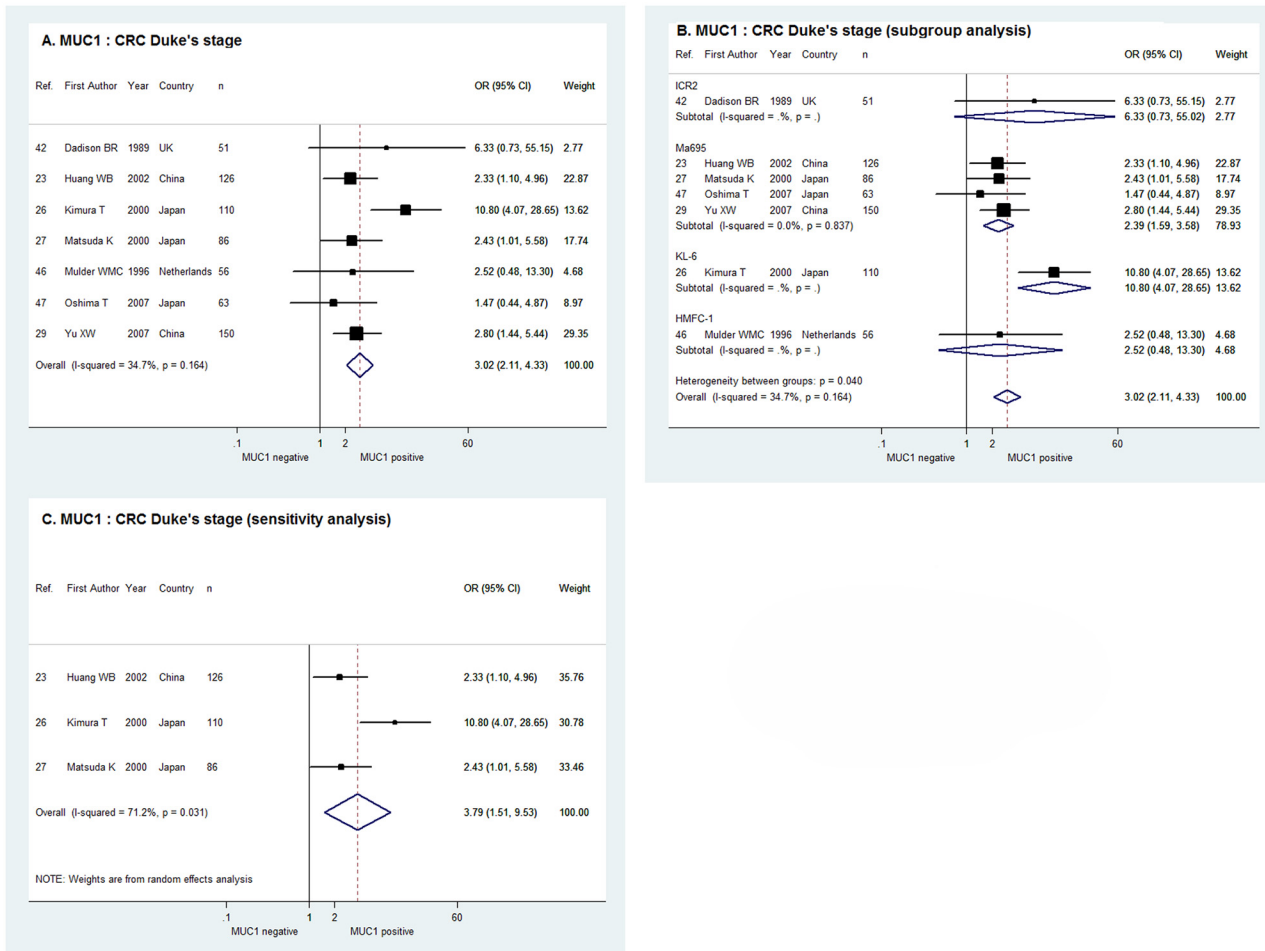 A. MUC1 : CRC Duke's stage
Ref. First Author Year Country n OR (95% CI) Weight
42 Dadison BR 1989 UK 51 6.33 (0.73, 55.15) 2.77
23 Huang WB 2002 China 126 2.33 (1.10, 4.96) 22.87
26 Kimura T 2000 Japan 110 10.80 (4.07, 28.65) 13.62
27 Matsuda K 2000 Japan 86 2.43 (1.01, 5.58) 17.74
46 Mulder WMC 1996 Netherlands 56 2.52 (0.48, 13.30) 4.68
47 Oshima T 2007 Japan 63 1.47 (0.44, 4.87) 8.97
29 Yu XW 2007 China 150 2.80 (1.44, 5.44) 29.35
Overall (I-squared = 34.7%, p = 0.164) 3.02 (2.11, 4.33) 100.00
.1 1 2 60
MUC1 negative MUC1 positive
B. MUC1 : CRC Duke's stage (subgroup analysis)
Ref. First Author Year Country n OR (95% CI) Weight
ICR2
42 Dadison BR 1989 UK 51 6.33 (0.73, 55.15) 2.77
Subtotal (I-squared = .%, p = .) 6.33 (0.73, 55.02) 2.77
Ma695
23 Huang WB 2002 China 126 2.33 (1.10, 4.96) 22.87
27 Matsuda K 2000 Japan 86 2.43 (1.01, 5.58) 17.74
47 Oshima T 2007 Japan 63 1.47 (0.44, 4.87) 8.97
29 Yu XW 2007 China 150 2.80 (1.44, 5.44) 29.35
Subtotal (I-squared = 0.0%, p = 0.837) 2.39 (1.59, 3.58) 78.93
KL-6
26 Kimura T 2000 Japan 110 10.80 (4.07, 28.65) 13.62
Subtotal (I-squared = .%, p = .) 10.80 (4.07, 28.65) 13.62
HMFC-1
46 Mulder WMC 1996 Netherlands 56 2.52 (0.48, 13.30) 4.68
Subtotal (I-squared = .%, p = .) 2.52 (0.48, 13.30) 4.68
Heterogeneity between groups: p = 0.040
Overall (I-squared = 34.7%, p = 0.164) 3.02 (2.11, 4.33) 100.00
.1 1 2 60
MUC1 negative MUC1 positive
C. MUC1 : CRC Duke's stage (sensitivity analysis)
Ref. First Author Year Country n OR (95% CI) Weight
23 Huang WB 2002 China 126 2.33 (1.10, 4.96) 35.76
26 Kimura T 2000 Japan 110 10.80 (4.07, 28.65) 30.78
27 Matsuda K 2000 Japan 86 2.43 (1.01, 5.58) 33.46
Overall (I-squared = 71.2%, p = 0.031) 3.79 (1.51, 9.53) 100.00
NOTE: Weights are from random effects analysis
.1 1 2 60
MUC1 negative MUC1 positive